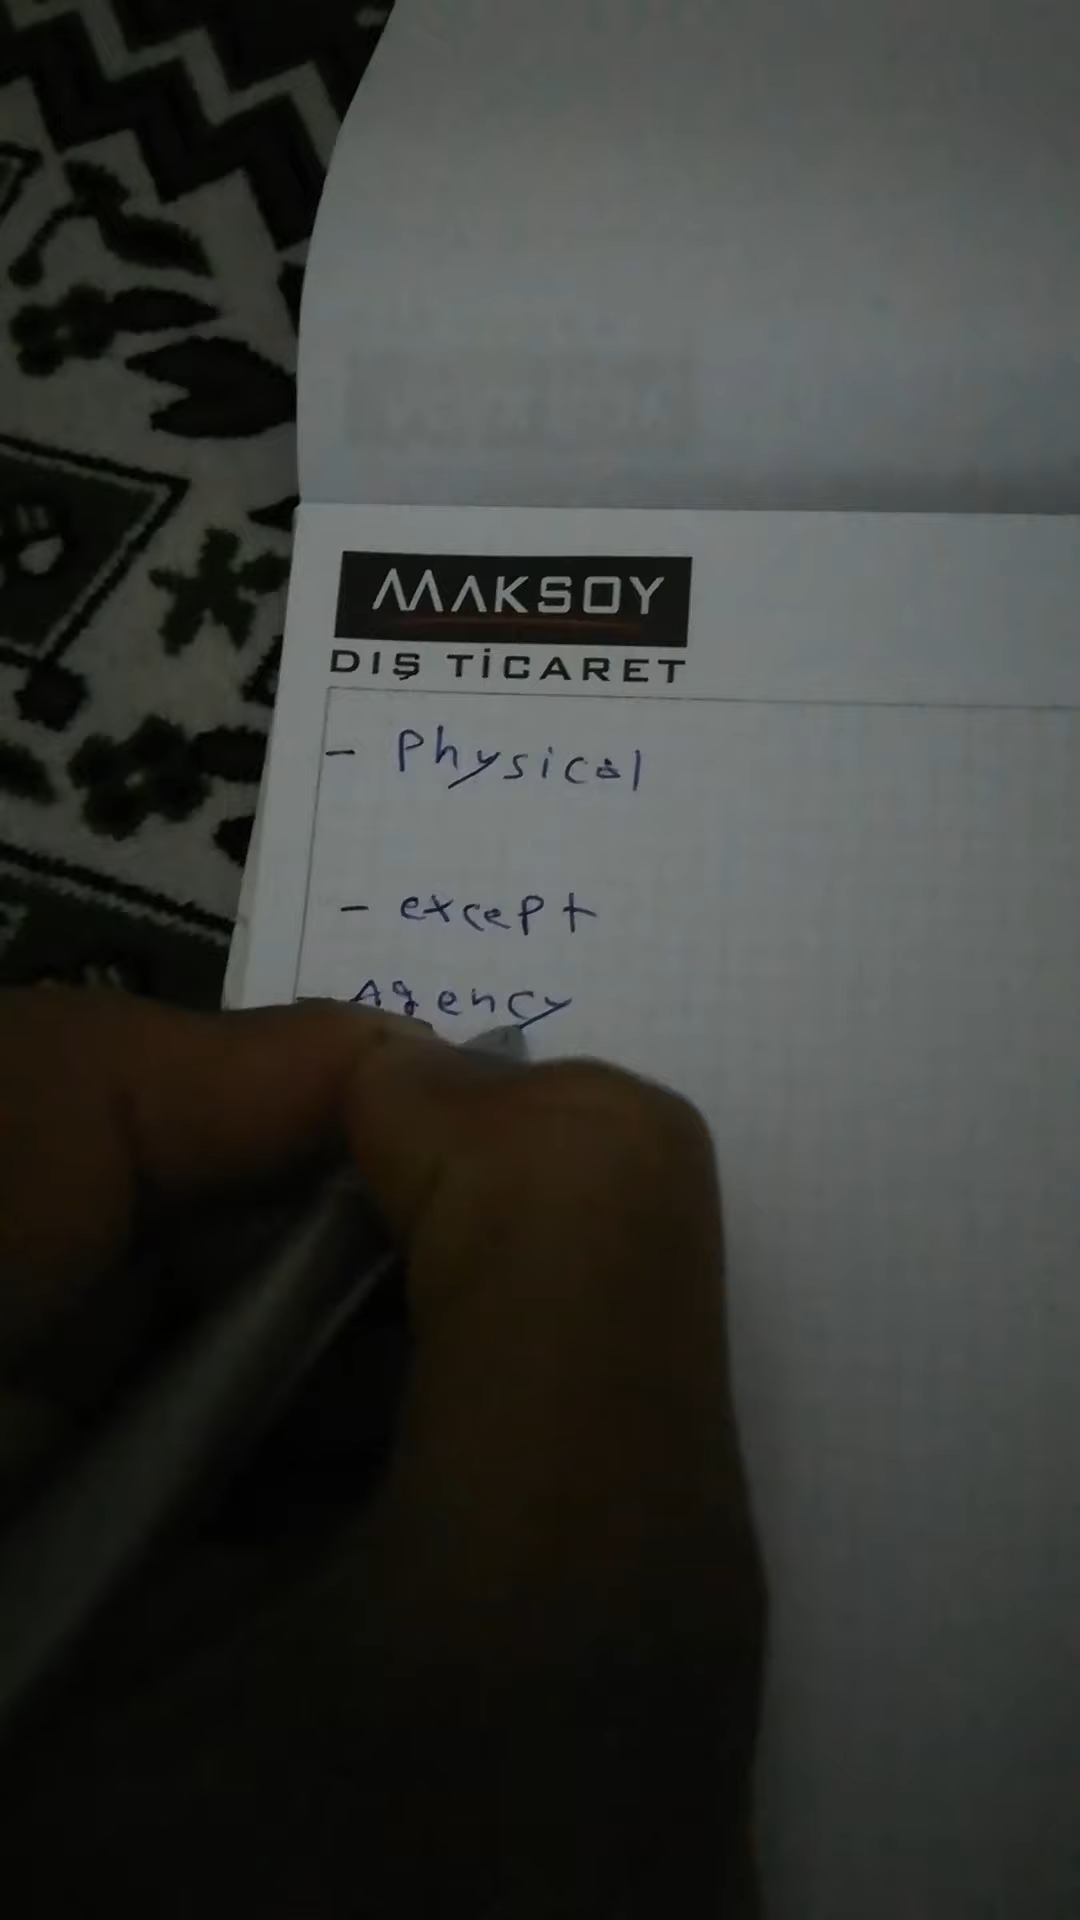 MAKSOY
DIŞ TİCARET
- Physical
- except
- Agency